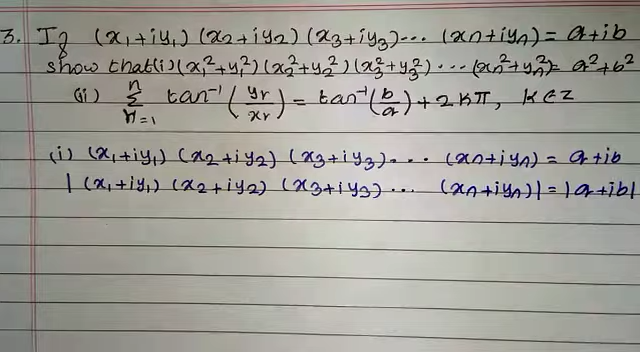 3. If (x₁+iy₁) (x₂+iy₂) (x₃+iy₃)... (xn+iyn) = a+ib
show that (i) (x₁²+y₁²) (x₂²+y₂²) (x₃²+y₃²) ... (xn²+yn²) = a²+b²
(ii) n∑r=1 tan⁻¹(yr/xr) = tan⁻¹(b/a) + 2kπ, k∈z
(i) (x₁+iy₁) (x₂+iy₂) (x₃+iy₃)... (xn+iyn) = a+ib
|(x₁+iy₁) (x₂+iy₂) (x₃+iy₃)... (xn+iyn)| = |a+ib|